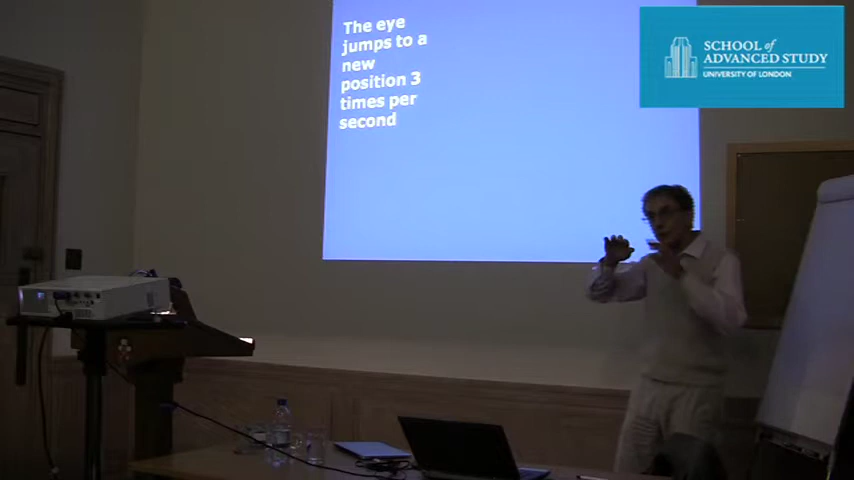 The eye
jumps to a
new
position 3
times per
second
SCHOOL of
ADVANCED STUDY
UNIVERSITY OF LONDON